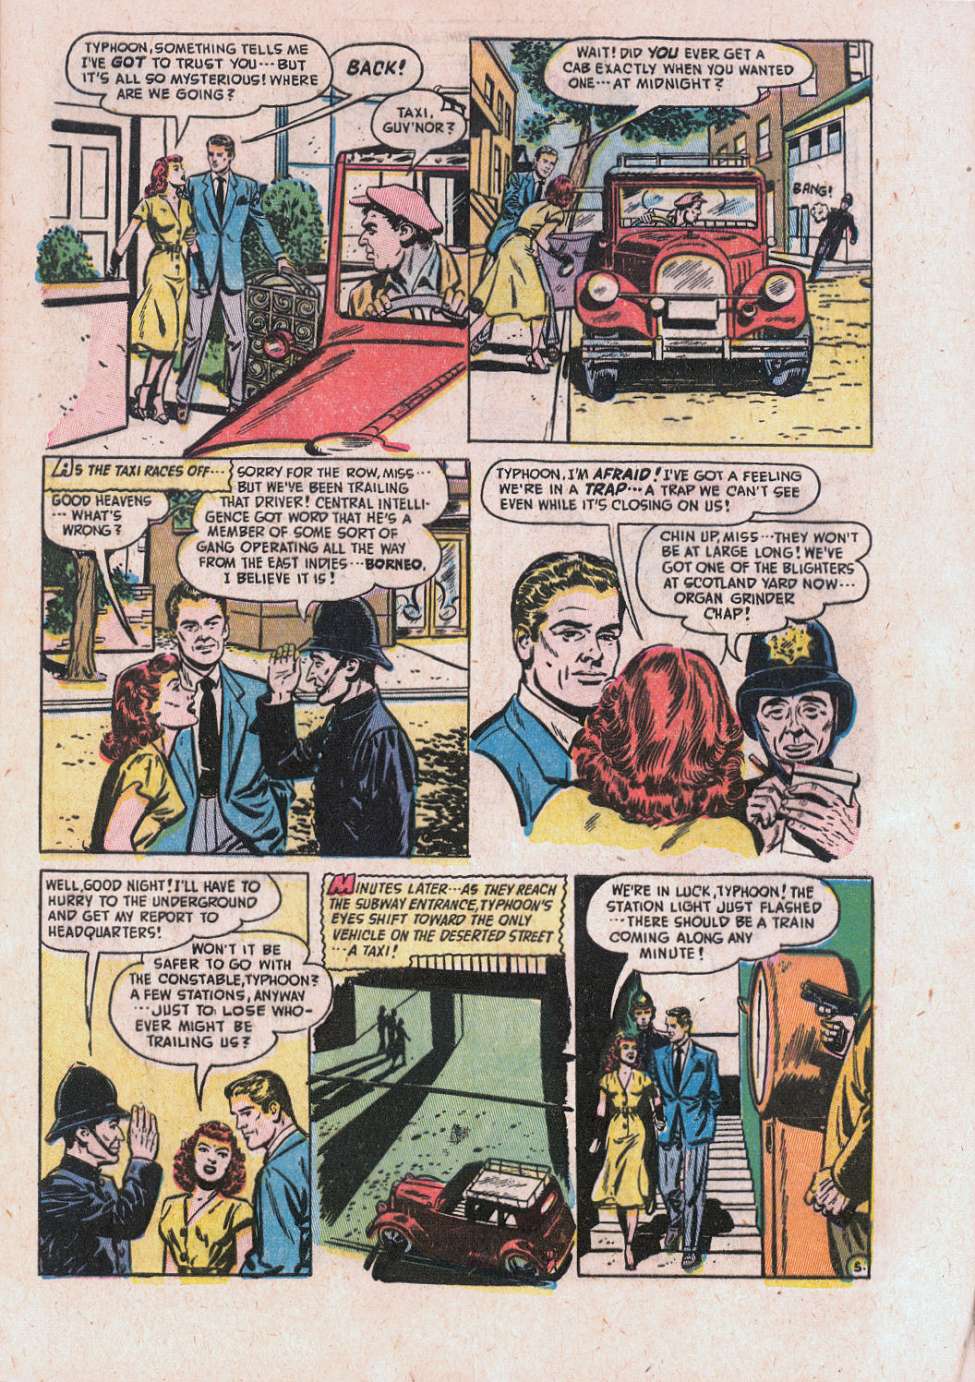 TYPHOON, SOMETHING TELLS ME
I'VE GOT TO TRUST YOU---BUT
IT'S ALL SO MYSTERIOUS! WHERE
ARE WE GOING?
BACK!
TAXI,
GUV'NOR?
WAIT! DID YOU EVER GET A
CAB EXACTLY WHEN YOU WANTED
ONE---AT MIDNIGHT?
BANG!
AS THE TAXI RACES OFF---
GOOD HEAVENS
---WHAT'S
WRONG?
SORRY FOR THE ROW, MISS---
BUT WE'VE BEEN TRAILING
THAT DRIVER! CENTRAL INTELLI-
GENCE GOT WORD THAT HE'S A
MEMBER OF SOME SORT OF
GANG OPERATING ALL THE WAY
FROM THE EAST INDIES---BORNEO,
I BELIEVE IT IS!
TYPHOON, I'M AFRAID! I'VE GOT A FEELING
WE'RE IN A TRAP---A TRAP WE CAN'T SEE
EVEN WHILE IT'S CLOSING ON US!
CHIN UP, MISS---THEY WON'T
BE AT LARGE LONG! WE'VE
GOT ONE OF THE BLIGHTERS
AT SCOTLAND YARD NOW---
ORGAN GRINDER
CHAP!
WELL, GOOD NIGHT! I'LL HAVE TO
HURRY TO THE UNDERGROUND
AND GET MY REPORT TO
HEADQUARTERS!
WON'T IT BE
SAFER TO GO WITH
THE CONSTABLE, TYPHOON?
A FEW STATIONS, ANYWAY
---JUST TO LOSE WHO-
EVER MIGHT BE
TRAILING US?
MINUTES LATER---AS THEY REACH
THE SUBWAY ENTRANCE, TYPHOON'S
EYES SHIFT TOWARD THE ONLY
VEHICLE ON THE DESERTED STREET
---A TAXI!
WE'RE IN LUCK, TYPHOON! THE
STATION LIGHT JUST FLASHED
---THERE SHOULD BE A TRAIN
COMING ALONG ANY
MINUTE!
5.